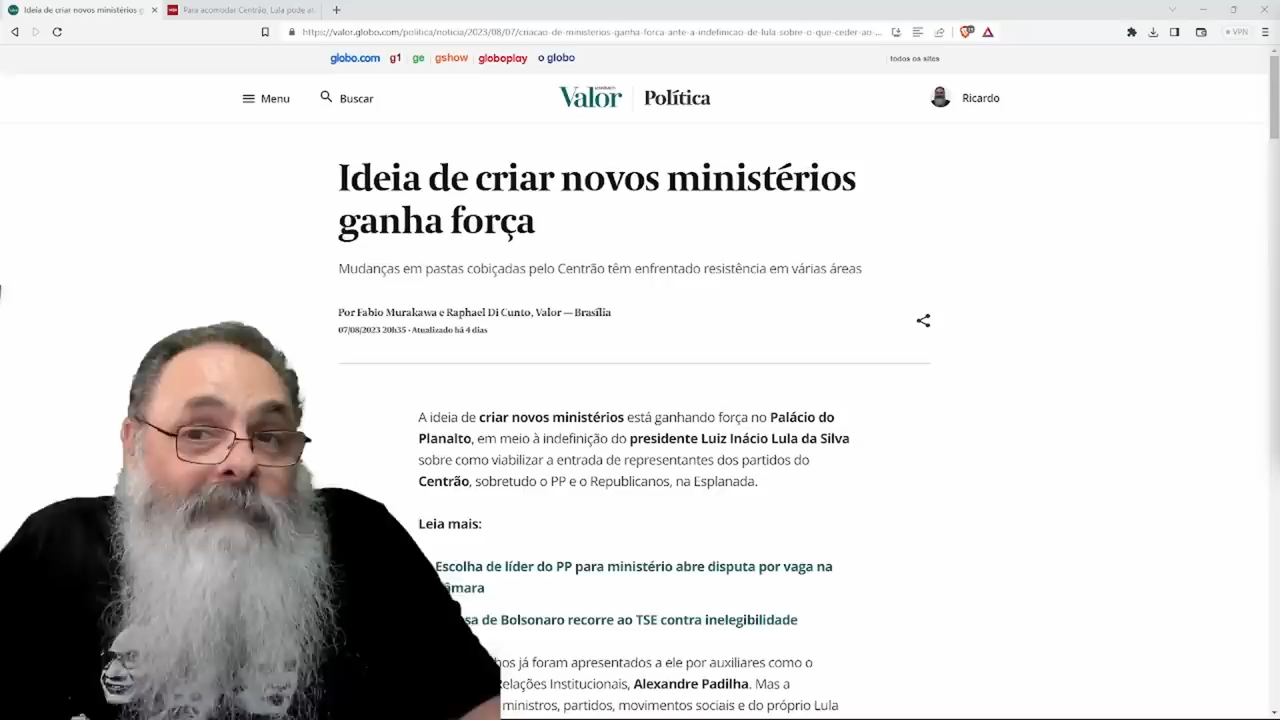 Ideia de criar novos ministérios g
Para acomodar Centrão, Lula pode at
https://valor.globo.com/politica/noticia/2023/08/07/criacao-de-ministerios-ganha-forca-ante-a-indefinicao-de-lula-sobre-o-que-ceder-ao-...
VPN
globo.com g1 ge gshow globoplay o globo
todos os sites
Menu Buscar
Valor Política
Ricardo
Ideia de criar novos ministérios
ganha força
Mudanças em pastas cobiçadas pelo Centrão têm enfrentado resistência em várias áreas
Por Fabio Murakawa e Raphael Di Cunto, Valor — Brasília
07/08/2023 20h35 · Atualizado há 4 dias
A ideia de criar novos ministérios está ganhando força no Palácio do
Planalto, em meio à indefinição do presidente Luiz Inácio Lula da Silva
sobre como viabilizar a entrada de representantes dos partidos do
Centrão, sobretudo o PP e o Republicanos, na Esplanada.
Leia mais:
Escolha de líder do PP para ministério abre disputa por vaga na
âmara
sa de Bolsonaro recorre ao TSE contra inelegibilidade
hos já foram apresentados a ele por auxiliares como o
Relações Institucionais, Alexandre Padilha. Mas a
ministros, partidos, movimentos sociais e do próprio Lula